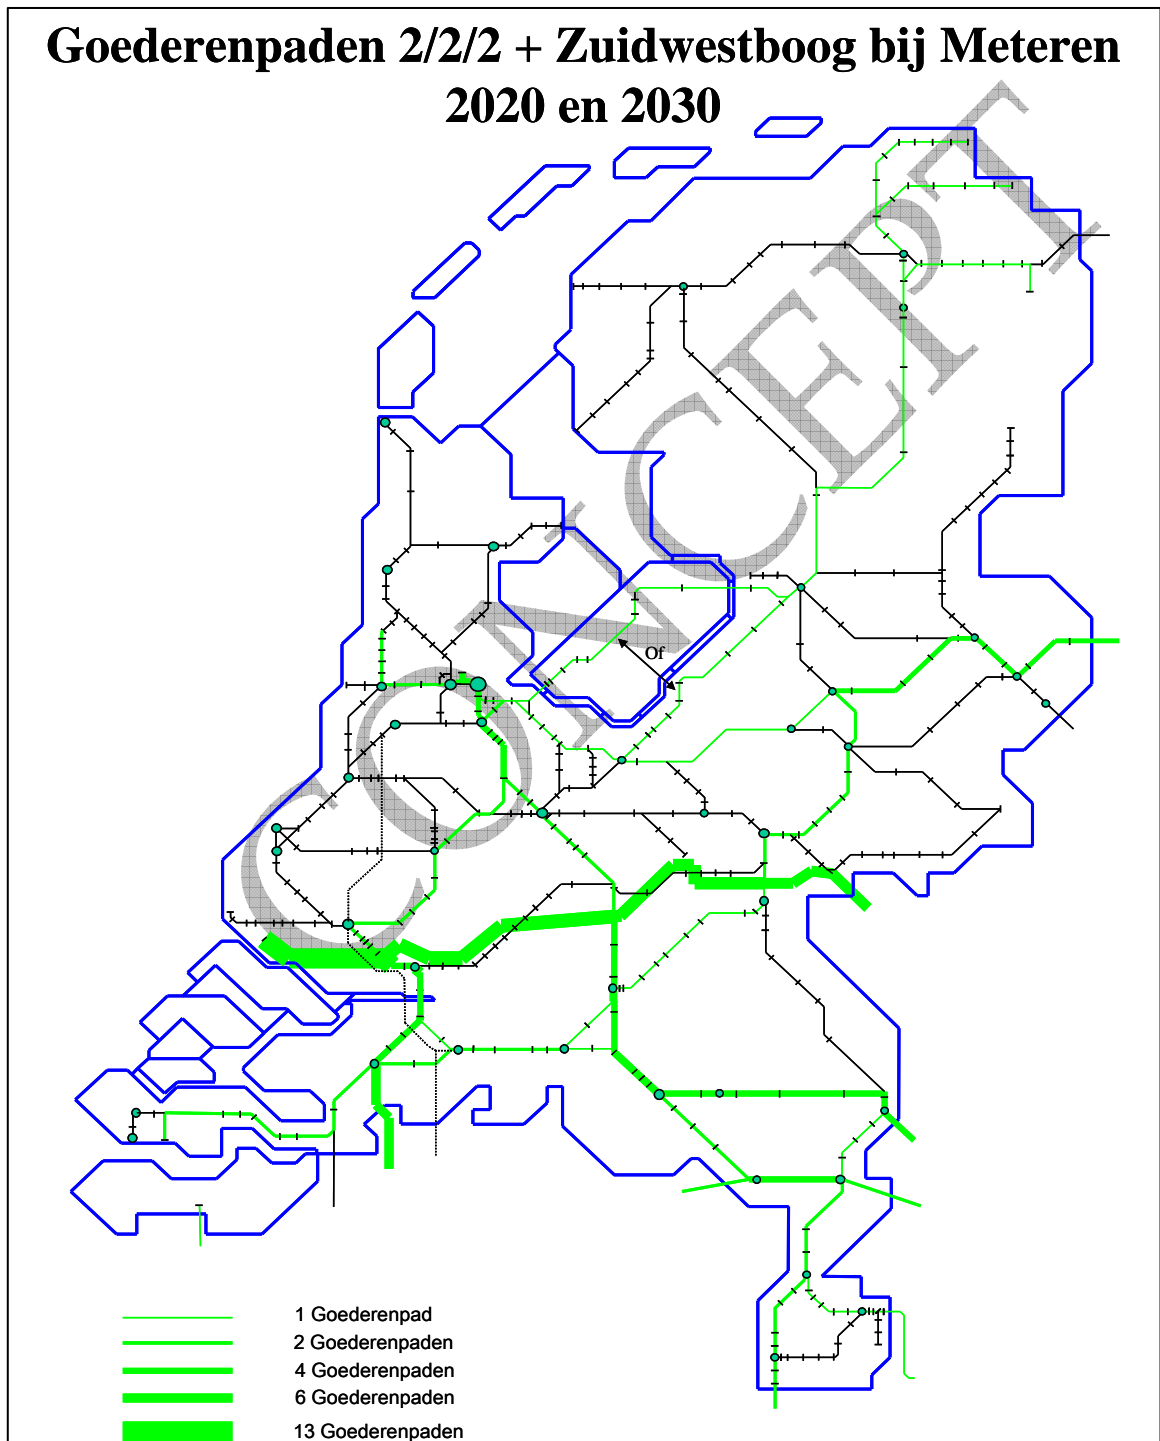 Goederenpaden 2/2/2 + Zuidwestboog bij Meteren
2020 en 2030
CONCEPT
Of
1 Goederenpad
2 Goederenpaden
4 Goederenpaden
6 Goederenpaden
13 Goederenpaden